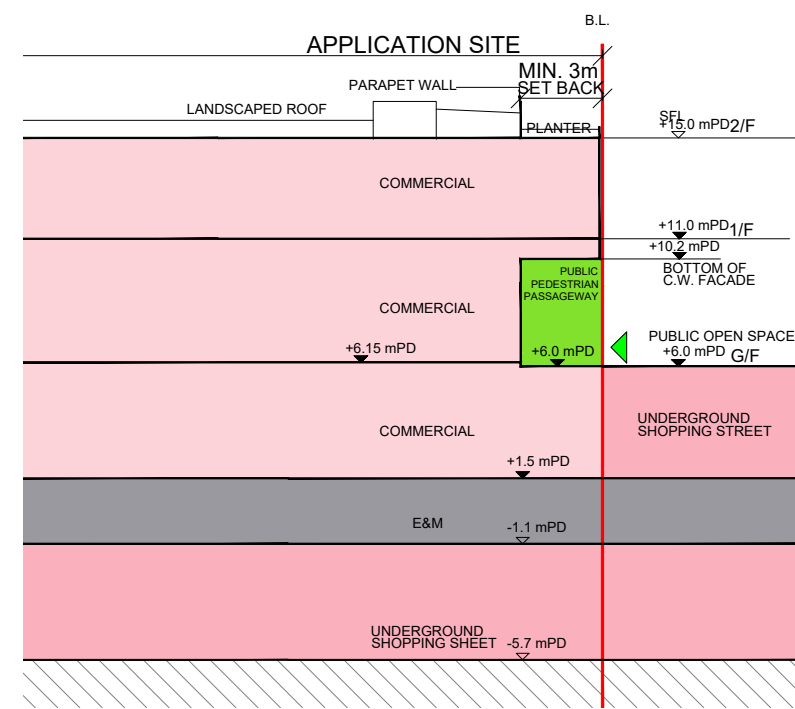 B.L.
APPLICATION SITE
MIN. 3m
SET BACK
PARAPET WALL
LANDSCAPED ROOF
PLANTER
SFL
+15.0 mPD 2/F
COMMERCIAL
+11.0 mPD 1/F
+10.2 mPD
BOTTOM OF
C.W. FACADE
PUBLIC
PEDESTRIAN
PASSAGEWAY
COMMERCIAL
PUBLIC OPEN SPACE
+6.15 mPD
+6.0 mPD
+6.0 mPD G/F
UNDERGROUND
SHOPPING STREET
COMMERCIAL
+1.5 mPD
E&M
-1.1 mPD
UNDERGROUND
SHOPPING SHEET
-5.7 mPD